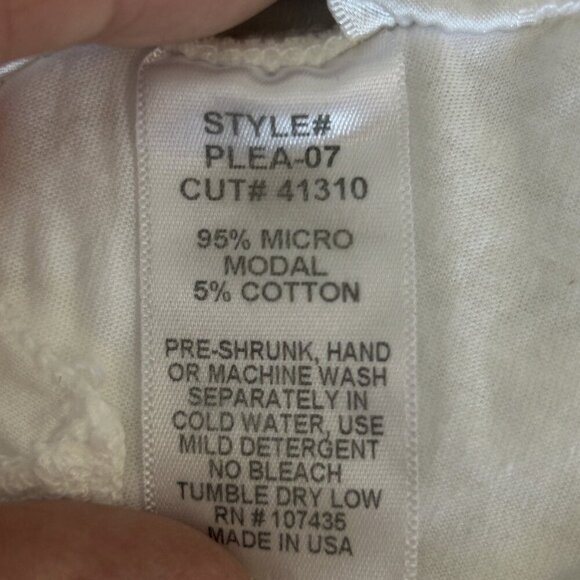 STYLE#
PLEA-07
CUT# 41310
95% MICRO
MODAL
5% COTTON
PRE-SHRUNK, HAND
OR MACHINE WASH
SEPARATELY IN
COLD WATER, USE
MILD DETERGENT
NO BLEACH
TUMBLE DRY LOW
RN # 107435
MADE IN USA